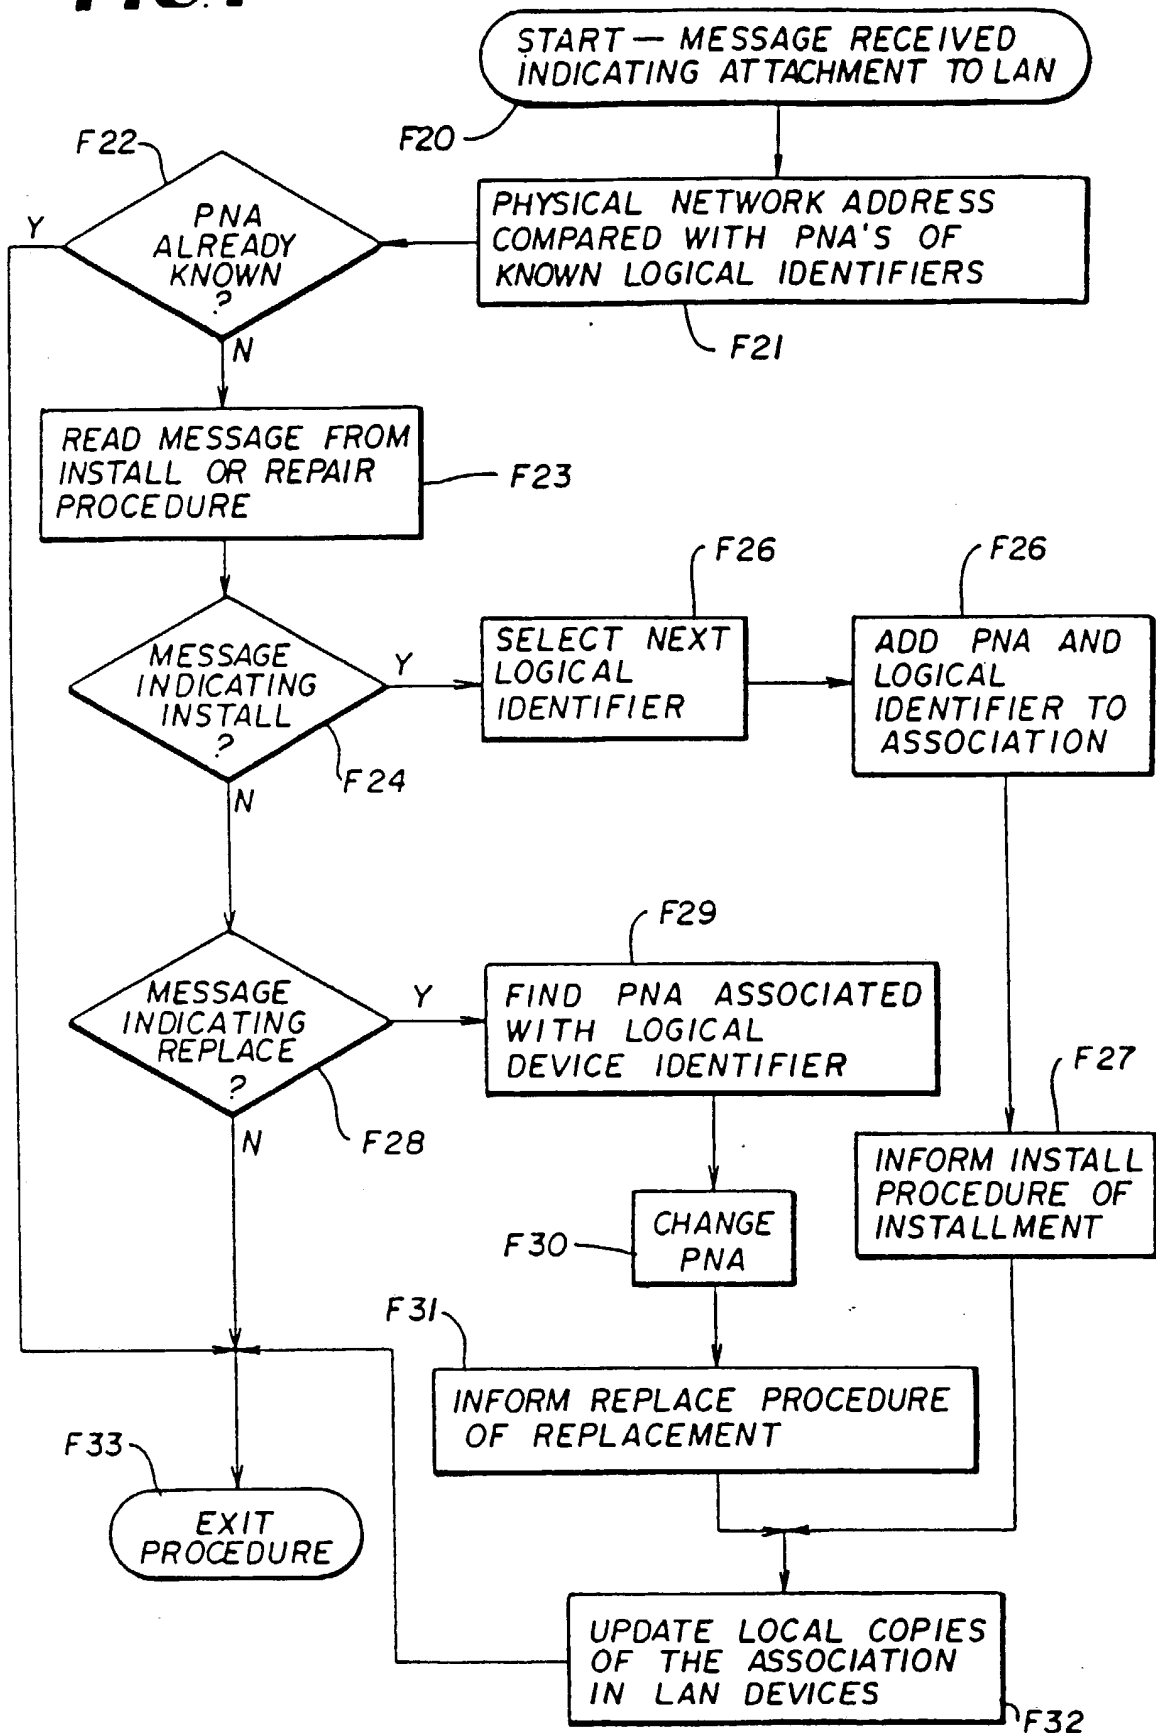 START — MESSAGE RECEIVED
INDICATING ATTACHMENT TO LAN
F20
F22
PHYSICAL NETWORK ADDRESS
COMPARED WITH PNA'S OF
KNOWN LOGICAL IDENTIFIERS
F21
Y
PNA
ALREADY
KNOWN
?
N
READ MESSAGE FROM
INSTALL OR REPAIR
PROCEDURE
F23
MESSAGE
INDICATING
INSTALL
?
F24
Y
N
F26
SELECT NEXT
LOGICAL
IDENTIFIER
F26
ADD PNA AND
LOGICAL
IDENTIFIER TO
ASSOCIATION
MESSAGE
INDICATING
REPLACE
?
F28
Y
N
F29
FIND PNA ASSOCIATED
WITH LOGICAL
DEVICE IDENTIFIER
F27
INFORM INSTALL
PROCEDURE OF
INSTALLMENT
F30
CHANGE
PNA
F31
INFORM REPLACE PROCEDURE
OF REPLACEMENT
F33
EXIT
PROCEDURE
UPDATE LOCAL COPIES
OF THE ASSOCIATION
IN LAN DEVICES
F32